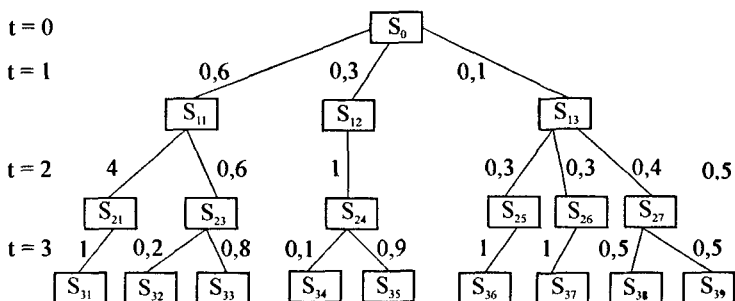 t = 0 S₀
t = 1 0,6 0,3 0,1
S₁₁ S₁₂ S₁₃
t = 2 4 0,6 1 0,3 0,3 0,4 0,5
S₂₁ S₂₃ S₂₄ S₂₅ S₂₆ S₂₇
t = 3 1 0,2 0,8 0,1 0,9 1 1 0,5 0,5
S₃₁ S₃₂ S₃₃ S₃₄ S₃₅ S₃₆ S₃₇ S₃₈ S₃₉